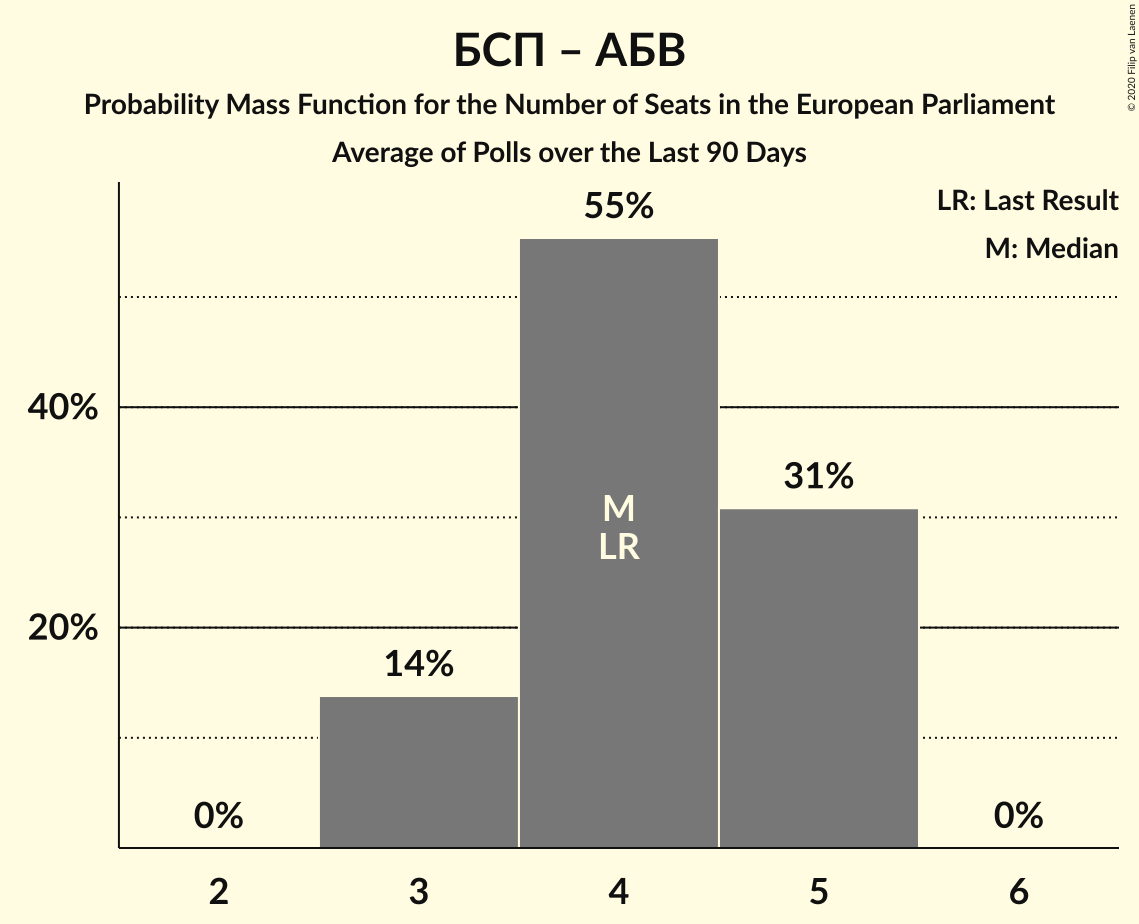 БСП – АБВ
Probability Mass Function for the Number of Seats in the European Parliament
Average of Polls over the Last 90 Days
© 2020 Filip van Laenen
LR: Last Result
M: Median
55%
40%
31%
M
LR
20%
14%
0%
0%
2
3
4
5
6